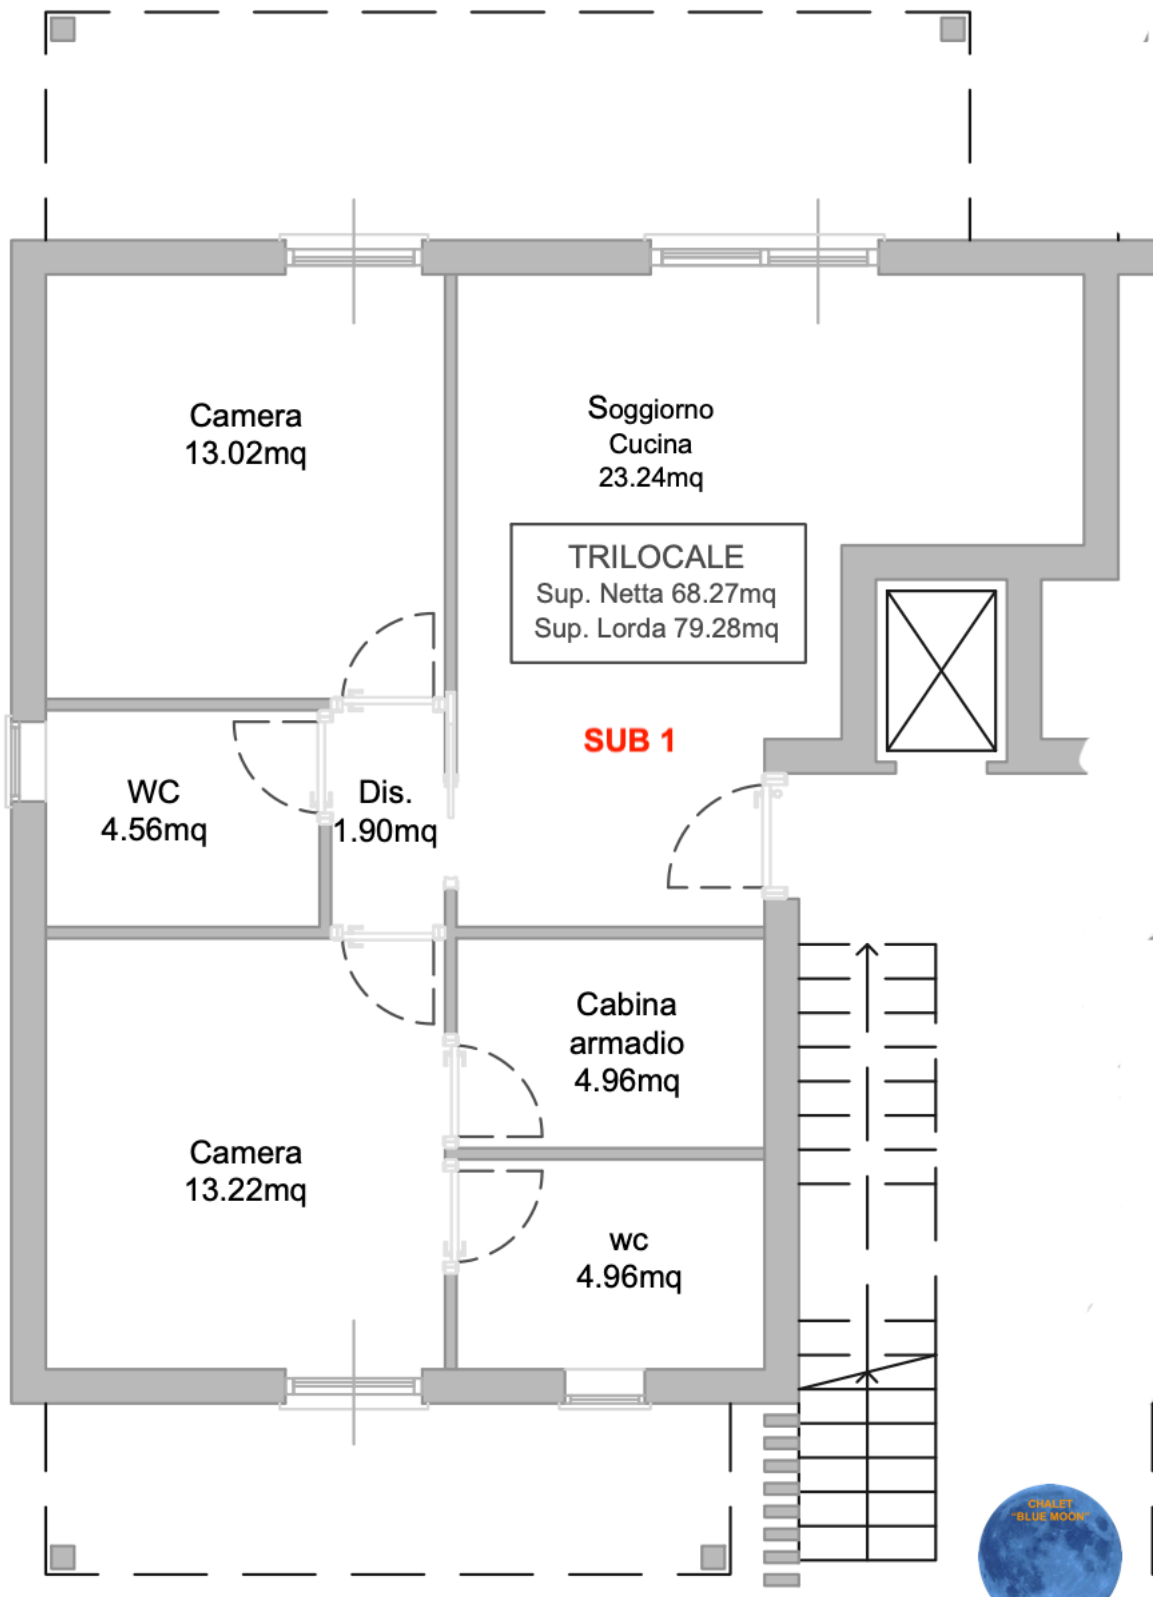 Camera
13.02mq
Soggiorno
Cucina
23.24mq
TRILOCALE
Sup. Netta 68.27mq
Sup. Lorda 79.28mq
SUB 1
WC
4.56mq
Dis.
1.90mq
Cabina
armadio
4.96mq
Camera
13.22mq
wc
4.96mq
CHALET
"BLUE MOON"